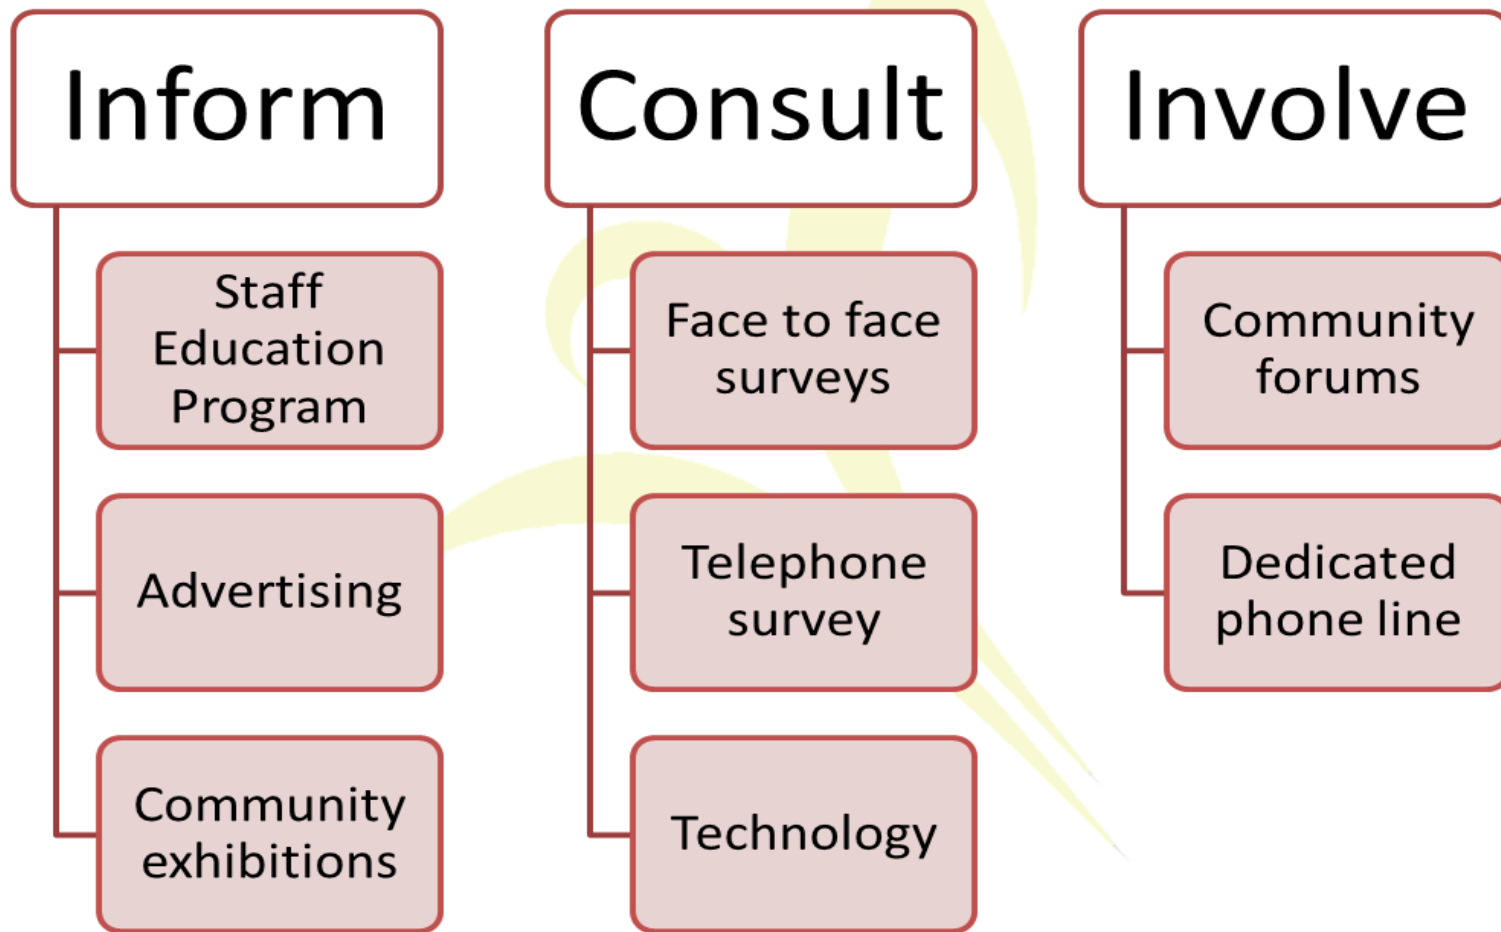 Inform
Staff
Education
Program
Advertising
Community
exhibitions
Consult
Face to face
surveys
Telephone
survey
Technology
Involve
Community
forums
Dedicated
phone line